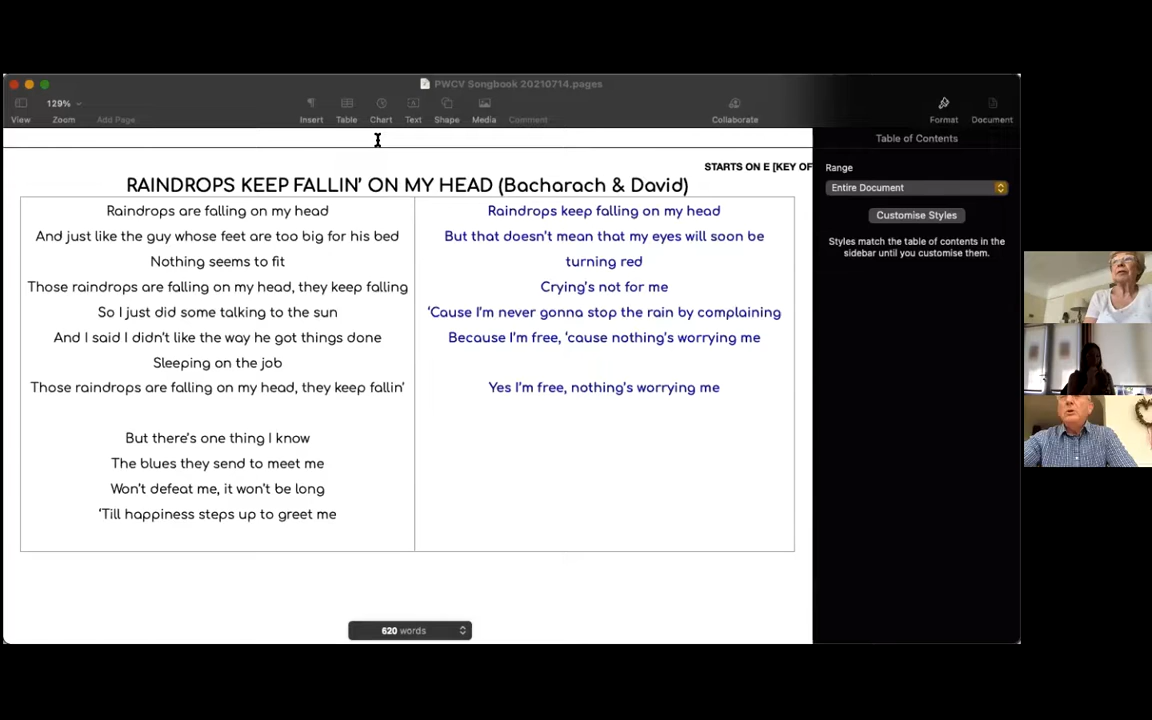 PWCV Songbook 20210714.pages
129%
View
Zoom
Add Page
Insert
Table
Chart
Text
Shape
Media
Comment
Collaborate
Format
Document
STARTS ON E [KEY OF
RAINDROPS KEEP FALLIN’ ON MY HEAD (Bacharach & David)
Raindrops are falling on my head
And just like the guy whose feet are too big for his bed
Nothing seems to fit
Those raindrops are falling on my head, they keep falling
So I just did some talking to the sun
And I said I didn’t like the way he got things done
Sleeping on the job
Those raindrops are falling on my head, they keep fallin’
But there’s one thing I know
The blues they send to meet me
Won’t defeat me, it won’t be long
‘Till happiness steps up to greet me
Raindrops keep falling on my head
But that doesn’t mean that my eyes will soon be
turning red
Crying’s not for me
‘Cause I’m never gonna stop the rain by complaining
Because I’m free, ‘cause nothing’s worrying me
Yes I’m free, nothing’s worrying me
620 words
Table of Contents
Range
Entire Document
Customise Styles
Styles match the table of contents in the
sidebar until you customise them.